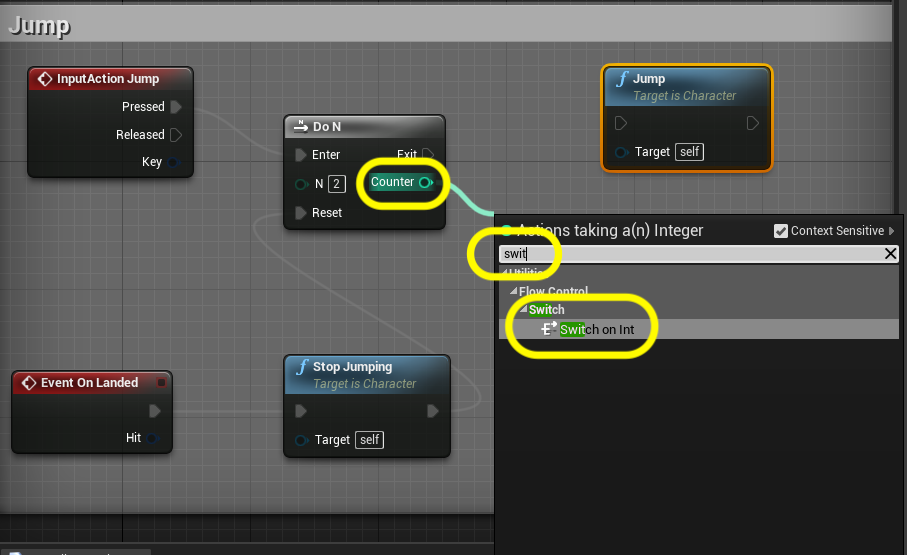 Jump
InputAction Jump
Pressed
Released
Key
Do N
Enter
Exit
N 2
Counter
Reset
Jump
Target is Character
Target self
Actions taking a(n) Integer
Context Sensitive
swit
Utilities
Flow Control
Switch
Switch on Int
Event On Landed
Hit
Stop Jumping
Target is Character
Target self